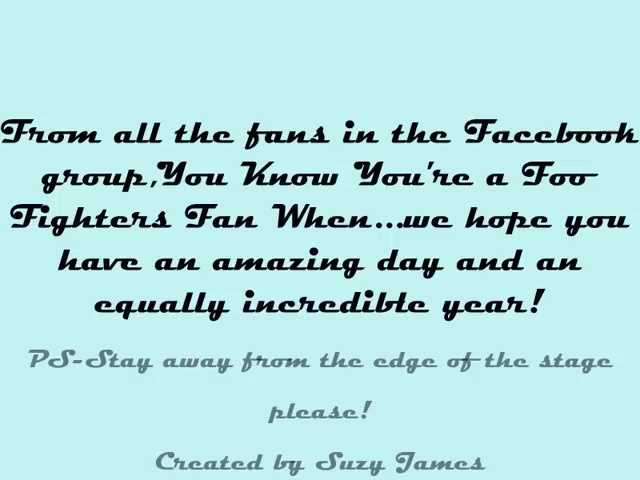 From all the fans in the Facebook
group,You Know You're a Foo
Fighters Fan When...we hope you
have an amazing day and an
equally incredible year!
PS-Stay away from the edge of the stage
please!
Created by Suzy James